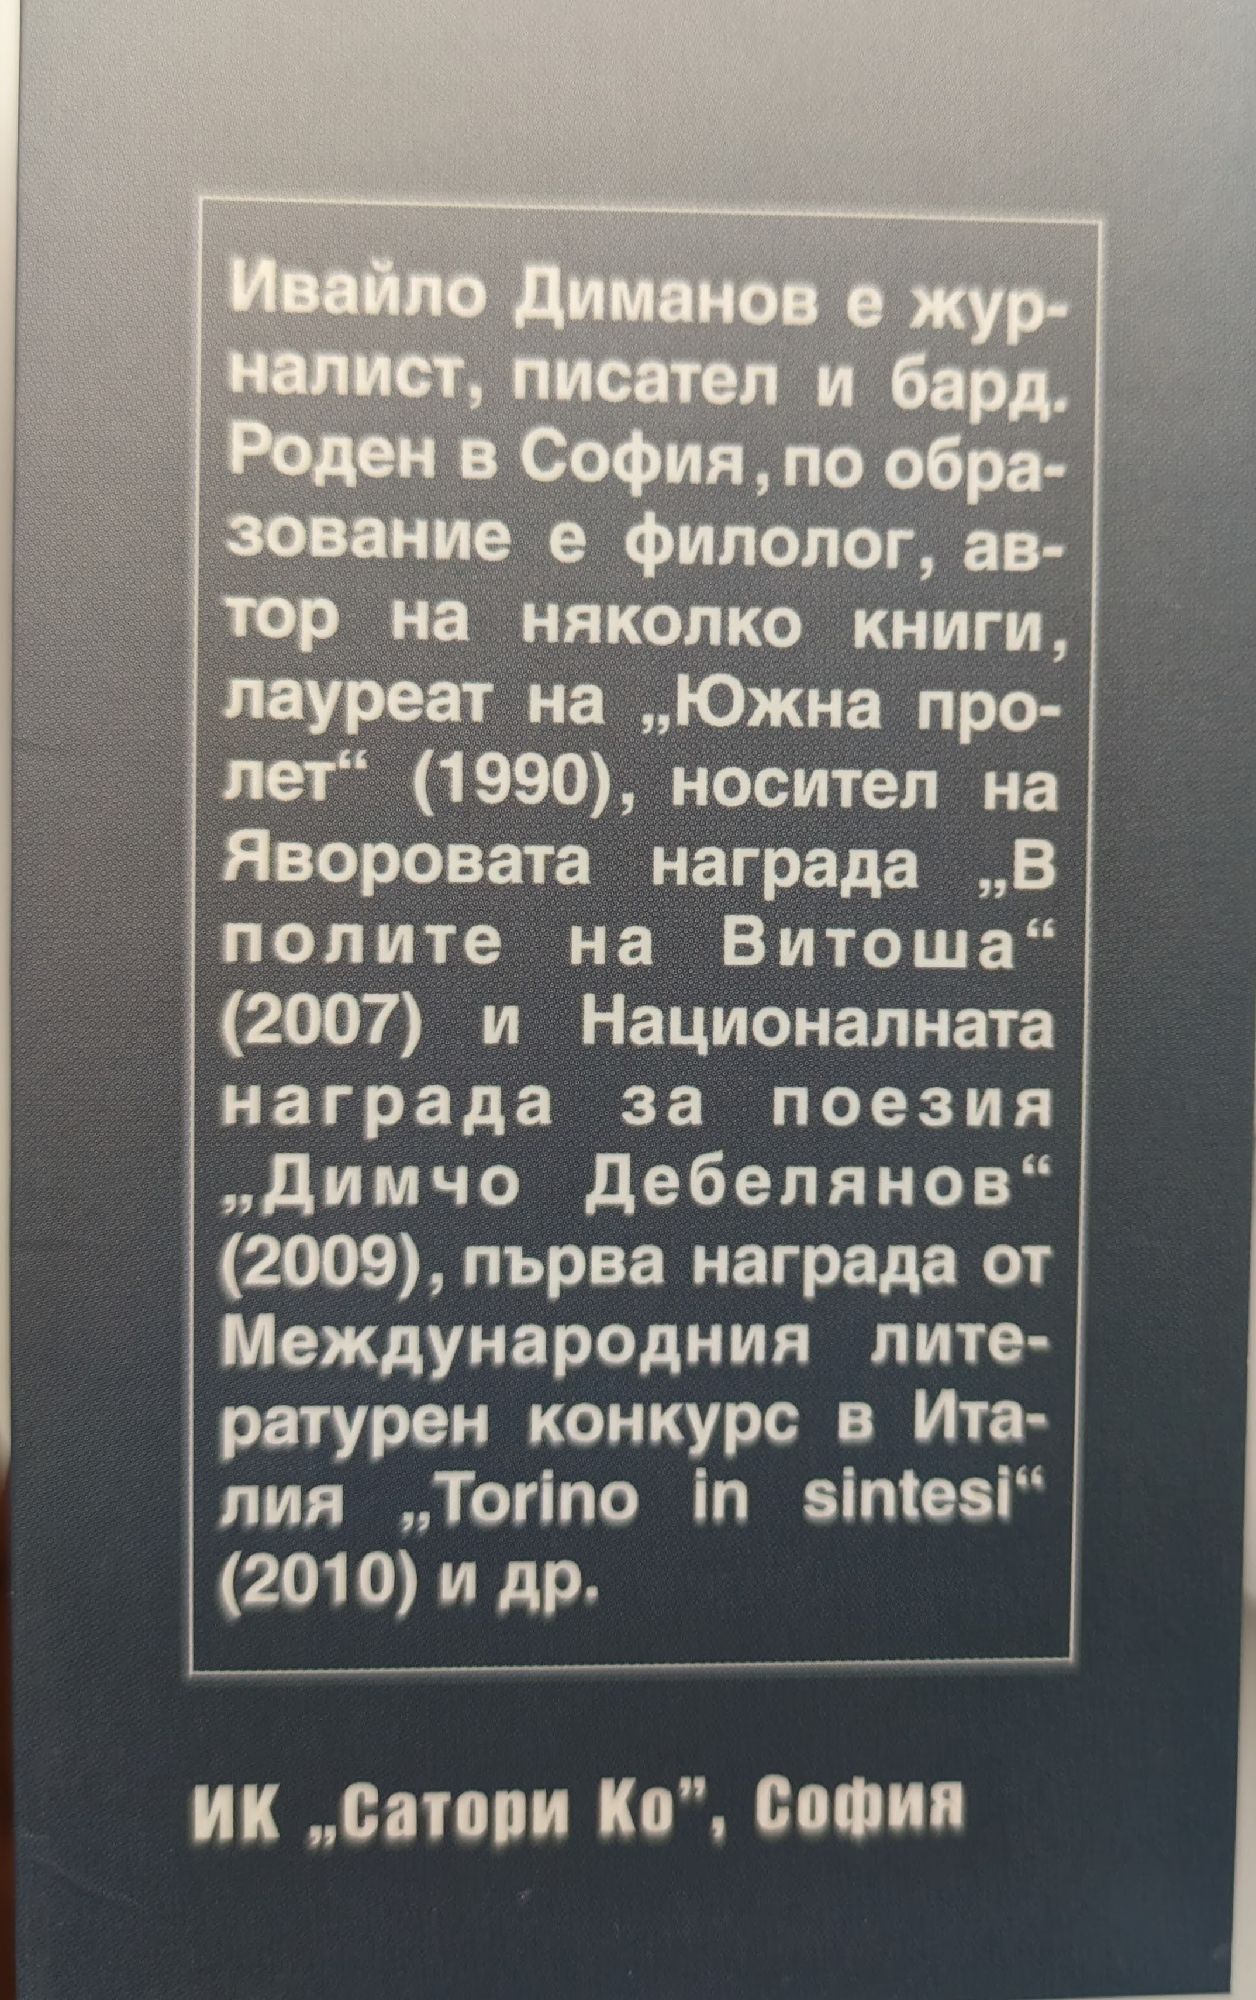 Ивайло Диманов е жур-
налист, писател и бард.
Роден в София, по обра-
зование е филолог, ав-
тор на няколко книги,
лауреат на „Южна про-
лет“ (1990), носител на
Яворовата награда „В
полите на Витоша“
(2007) и Националната
награда за поезия
„Димчо Дебелянов“
(2009), първа награда от
Международния лите-
ратурен конкурс в Ита-
лия „Torino in sintesi“
(2010) и др.
ИК „Сатори Ко”, София